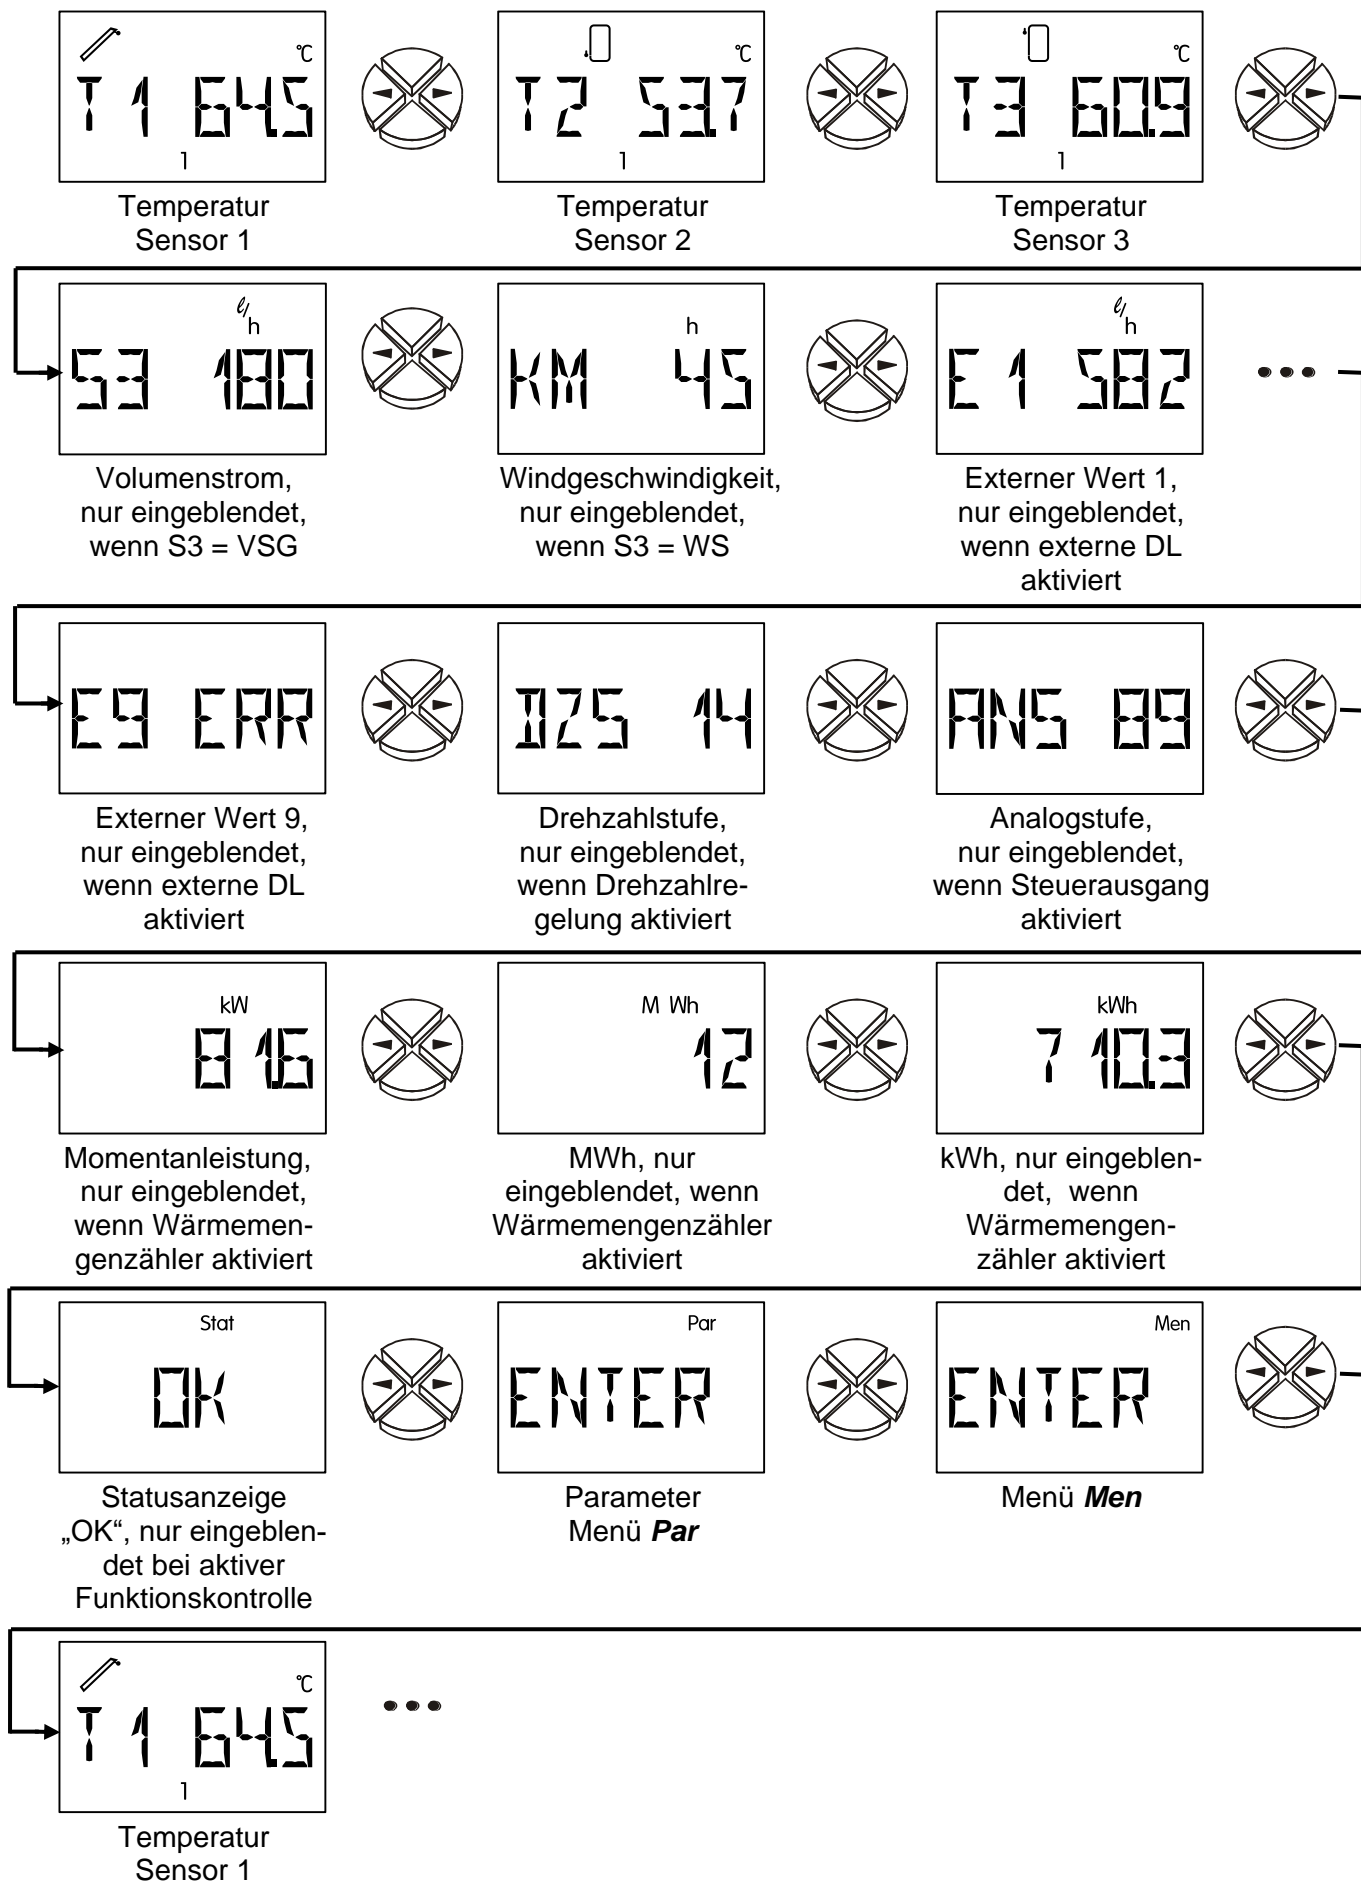 °C
T1 64.5
1
Temperatur
Sensor 1
°C
T2 53.7
1
Temperatur
Sensor 2
°C
T3 60.9
1
Temperatur
Sensor 3
ℓ/h
S3 180
Volumenstrom,
nur eingeblendet,
wenn S3 = VSG
h
KM 45
Windgeschwindigkeit,
nur eingeblendet,
wenn S3 = WS
ℓ/h
E1 582
Externer Wert 1,
nur eingeblendet,
wenn externe DL
aktiviert
E9 ERR
Externer Wert 9,
nur eingeblendet,
wenn externe DL
aktiviert
DZS 14
Drehzahlstufe,
nur eingeblendet,
wenn Drehzahlre-
gelung aktiviert
ANS 89
Analogstufe,
nur eingeblendet,
wenn Steuerausgang
aktiviert
kW
81.6
Momentanleistung,
nur eingeblendet,
wenn Wärmemen-
genzähler aktiviert
M Wh
12
MWh, nur
eingeblendet, wenn
Wärmemengenzähler
aktiviert
kWh
710.3
kWh, nur eingeblen-
det, wenn
Wärmemengen-
zähler aktiviert
Stat
OK
Statusanzeige
„OK“, nur eingeblen-
det bei aktiver
Funktionskontrolle
Par
ENTER
Parameter
Menü Par
Men
ENTER
Menü Men
°C
T1 64.5
1
Temperatur
Sensor 1